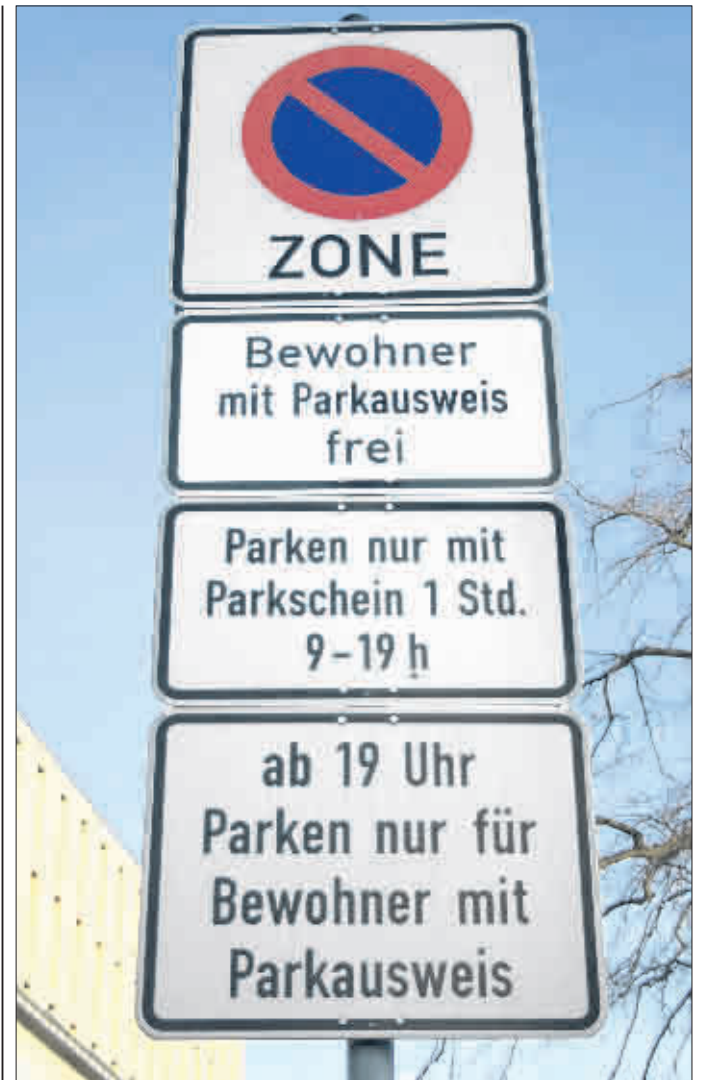 ZONE
Bewohner
mit Parkausweis
frei
Parken nur mit
Parkschein 1 Std.
9-19 h
ab 19 Uhr
Parken nur für
Bewohner mit
Parkausweis